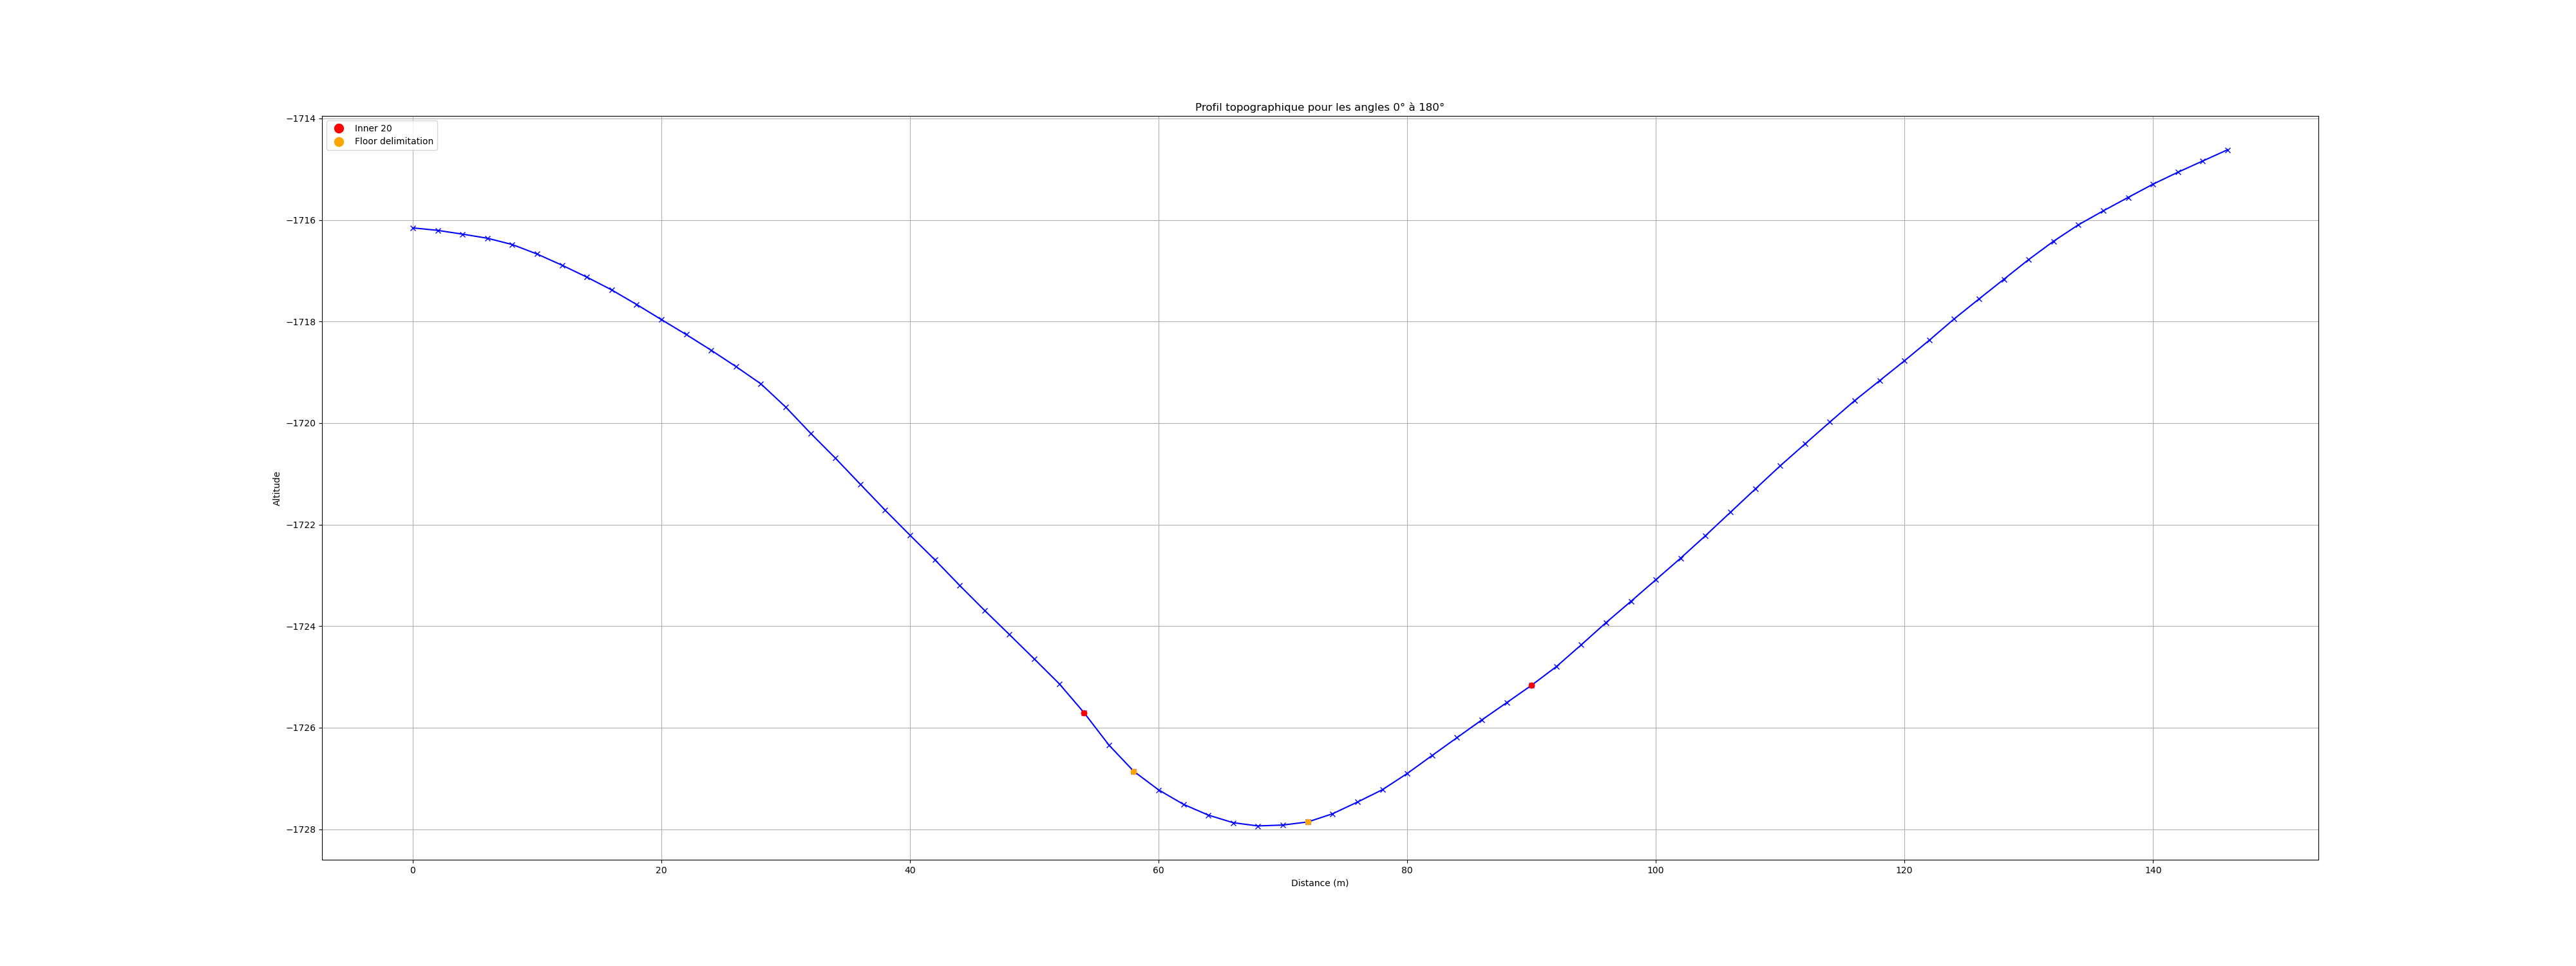 Profil topographique pour les angles 0° à 180°
Inner 20
Floor delimitation
−1714
−1716
−1718
−1720
−1722
−1724
−1726
−1728
Altitude
0 20 40 60 80 100 120 140
Distance (m)